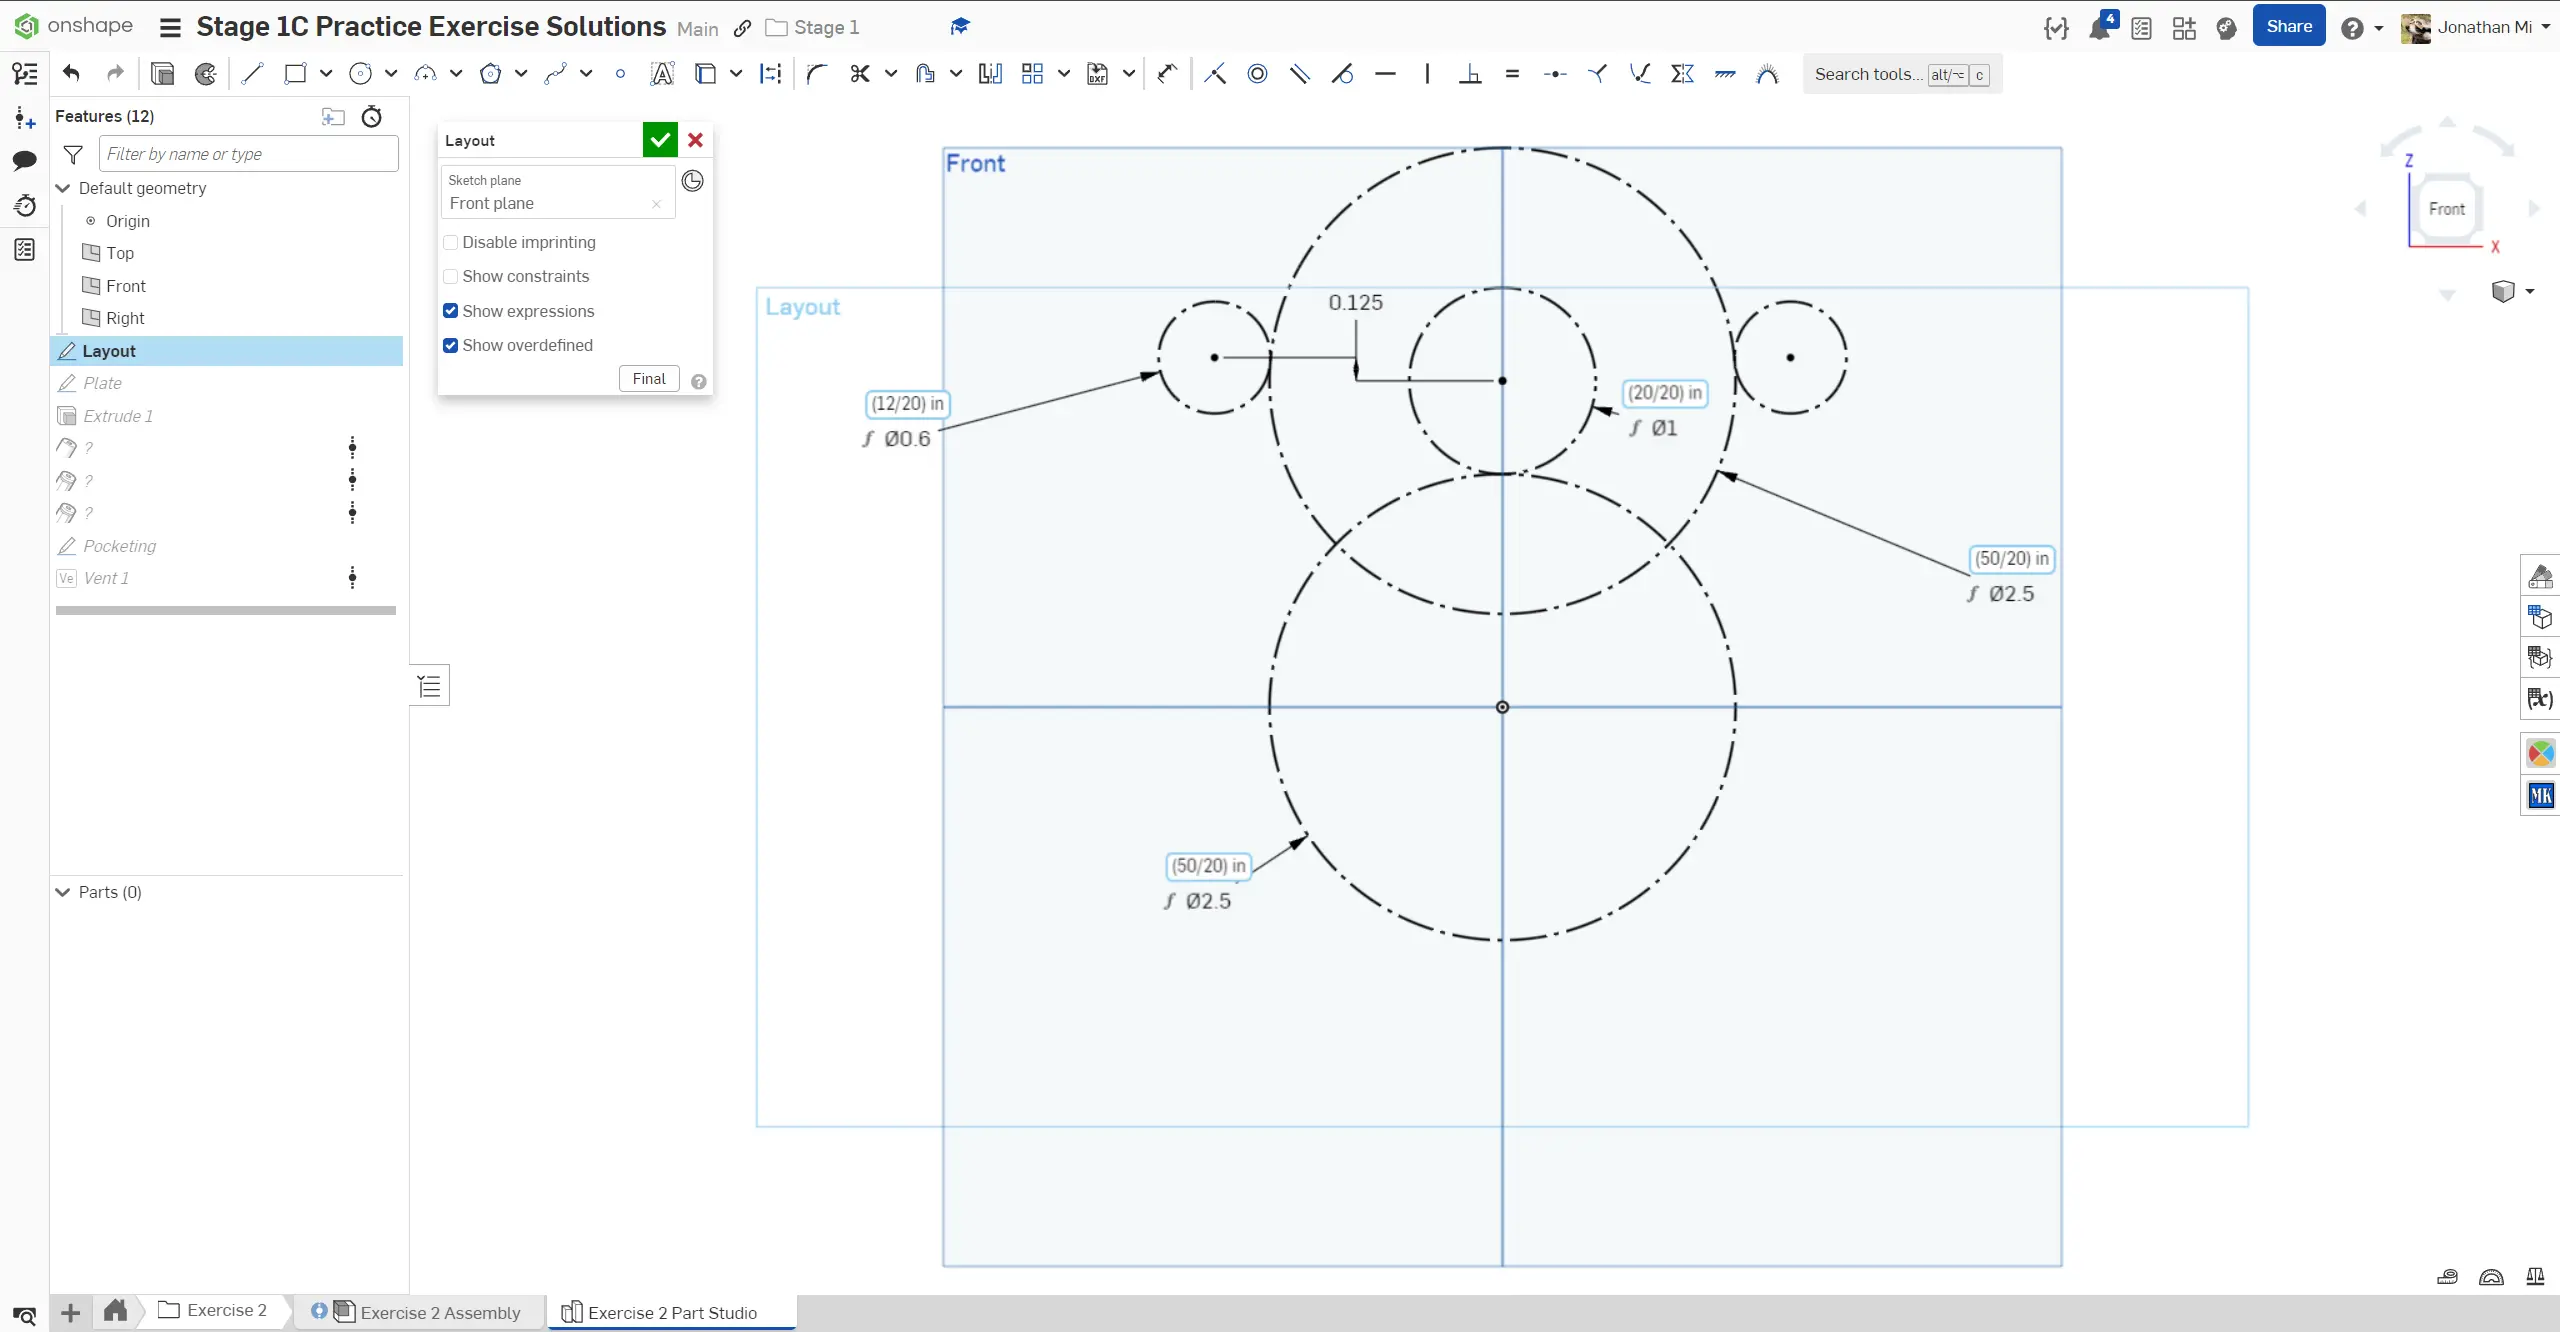 onshape Stage 1C Practice Exercise Solutions Main Stage 1 4 Share Jonathan Mi
Search tools... alt/⌥ c
Features (12)
Filter by name or type
Default geometry
Origin
Top
Front
Right
Layout
Plate
Extrude 1
?
?
?
Pocketing
Ve Vent 1
Parts (0)
Layout
Sketch plane
Front plane
Disable imprinting
Show constraints
Show expressions
Show overdefined
Final
Front
Layout
0.125
(12/20) in
ƒ Ø0.6
(20/20) in
ƒ Ø1
(50/20) in
ƒ Ø2.5
(50/20) in
ƒ Ø2.5
Z
Front
X
MK
Exercise 2 Exercise 2 Assembly Exercise 2 Part Studio